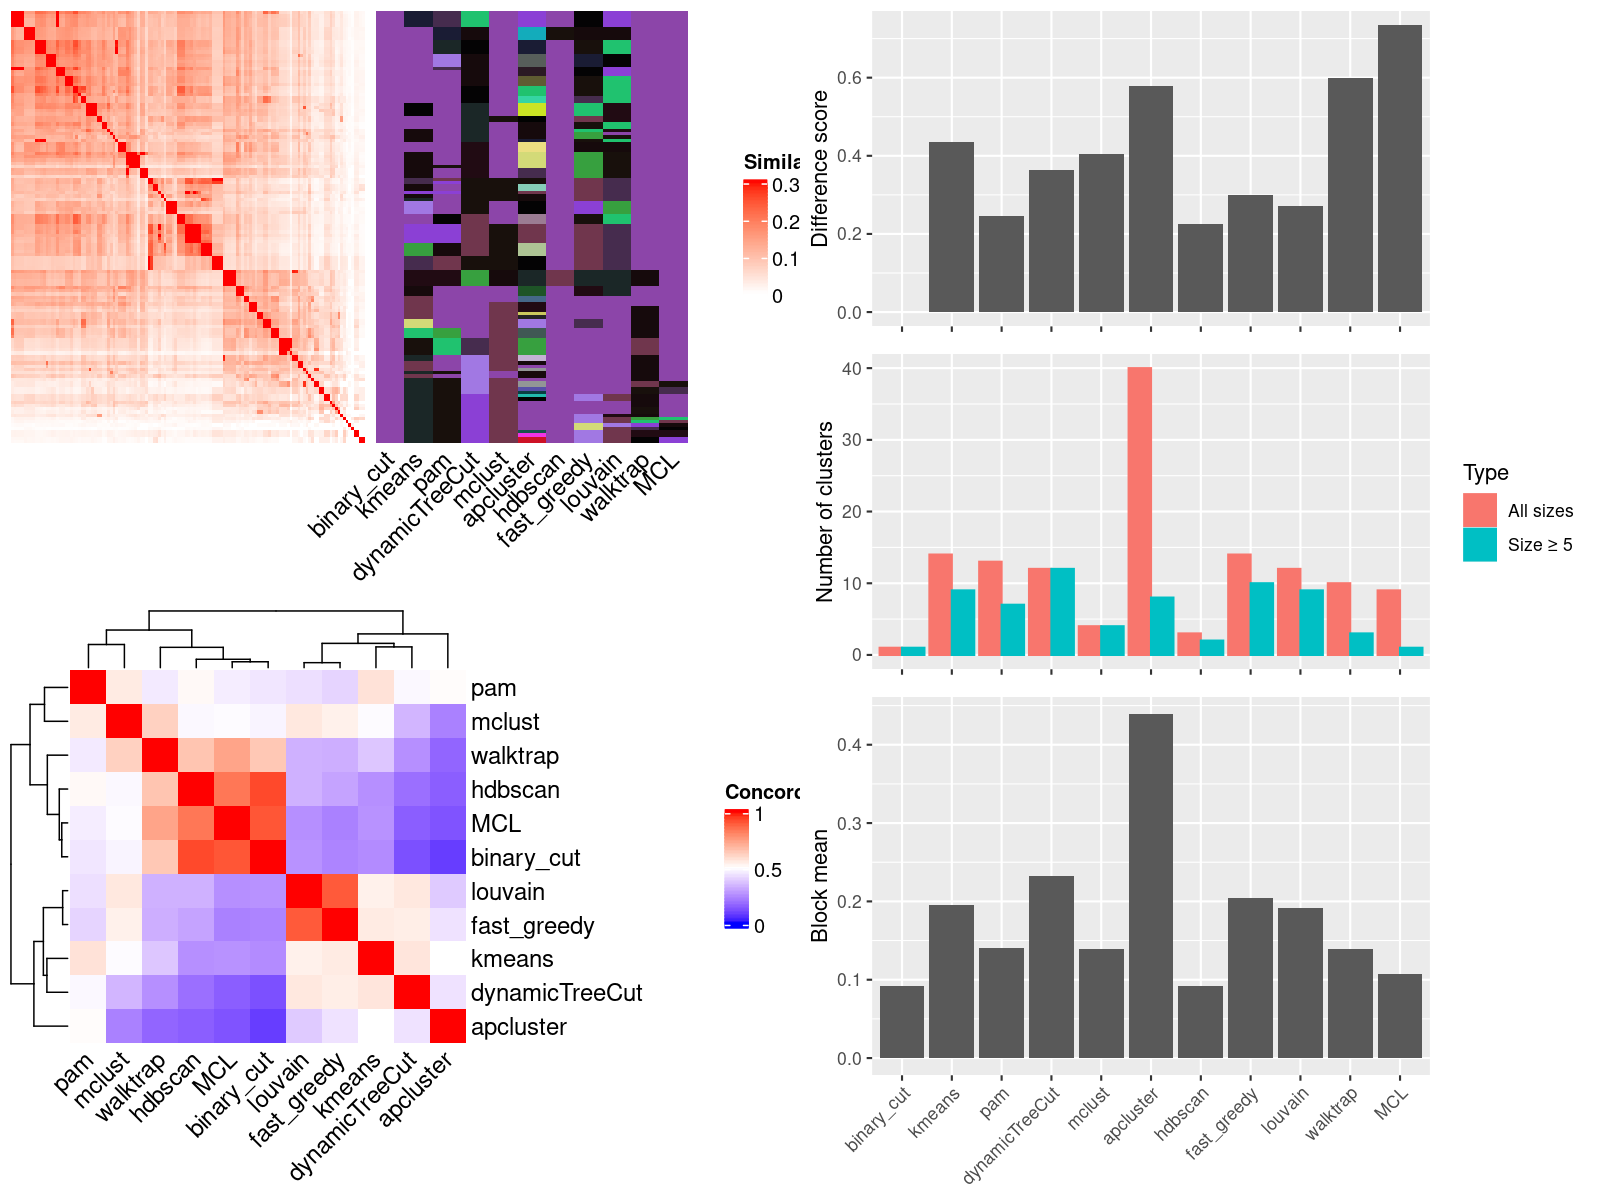 Simila
0.3
0.2
0.1
0
binary_cut
kmeans
pam
dynamicTreeCut
mclust
apcluster
hdbscan
fast_greedy
louvain
walktrap
MCL
pam
mclust
walktrap
hdbscan
MCL
binary_cut
louvain
fast_greedy
kmeans
dynamicTreeCut
apcluster
pam
mclust
walktrap
hdbscan
MCL
binary_cut
louvain
fast_greedy
kmeans
dynamicTreeCut
apcluster
Concord
1
0.5
0
Difference score
0.6
0.4
0.2
0.0
Number of clusters
40
30
20
10
0
Type
All sizes
Size ≥ 5
Block mean
0.4
0.3
0.2
0.1
0.0
binary_cut
kmeans
pam
dynamicTreeCut
mclust
apcluster
hdbscan
fast_greedy
louvain
walktrap
MCL